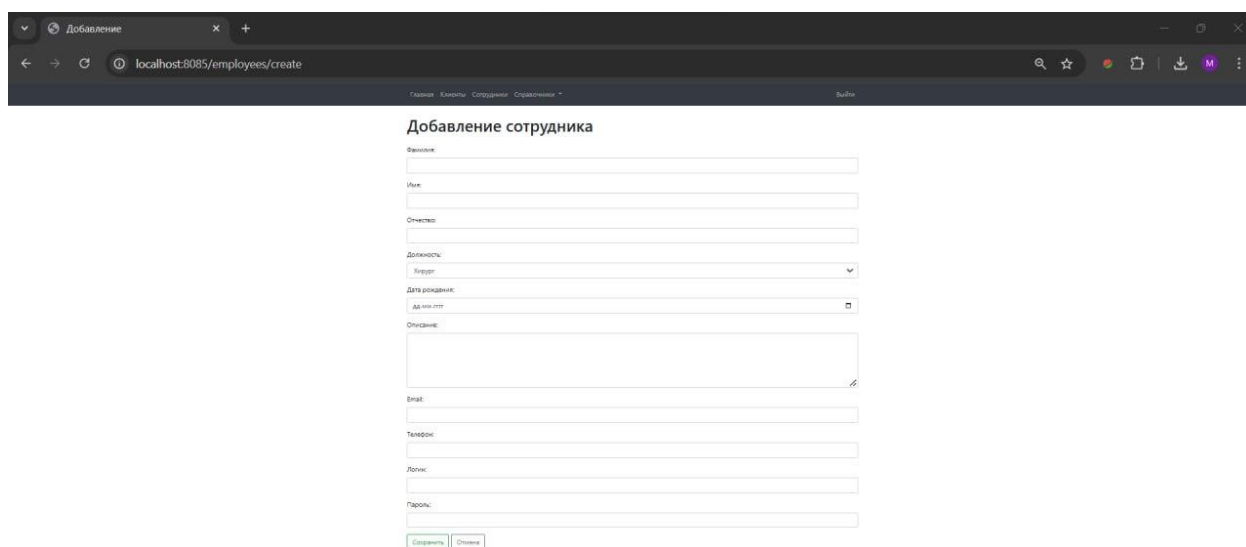 Добавление
localhost:8085/employees/create
M
Главная Клиенты Сотрудники Справочники Выйти
Добавление сотрудника
Фамилия:
Имя:
Отчество:
Должность:
Хирург
Дата рождения:
дд.мм.гггг
Описание:
Email:
Телефон:
Логин:
Пароль:
Сохранить Отмена